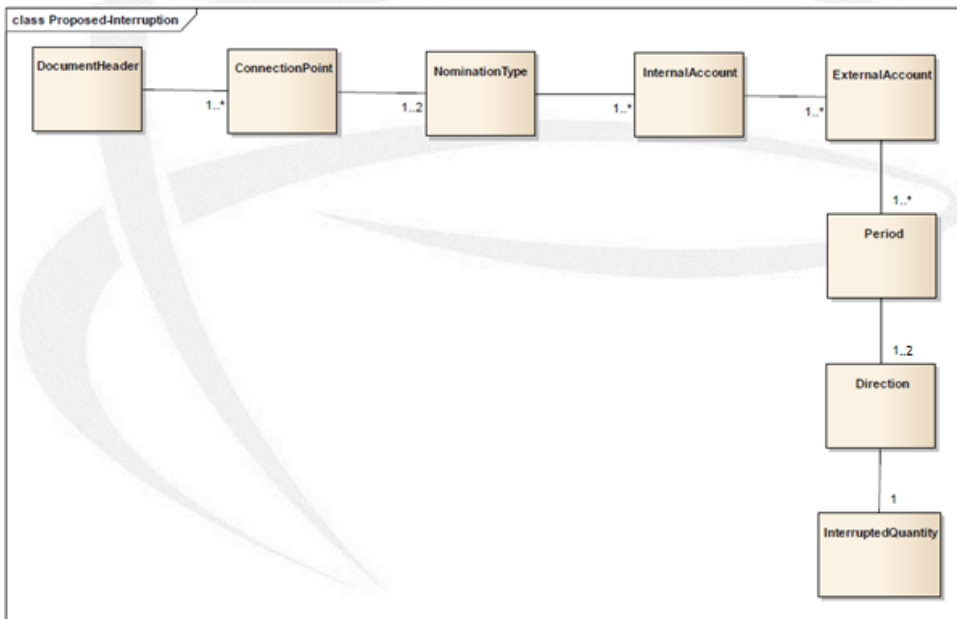 class Proposed-Interruption
DocumentHeader
1..*
ConnectionPoint
1..2
NominationType
1..*
InternalAccount
1..*
ExternalAccount
1..*
Period
1..2
Direction
1
InterruptedQuantity